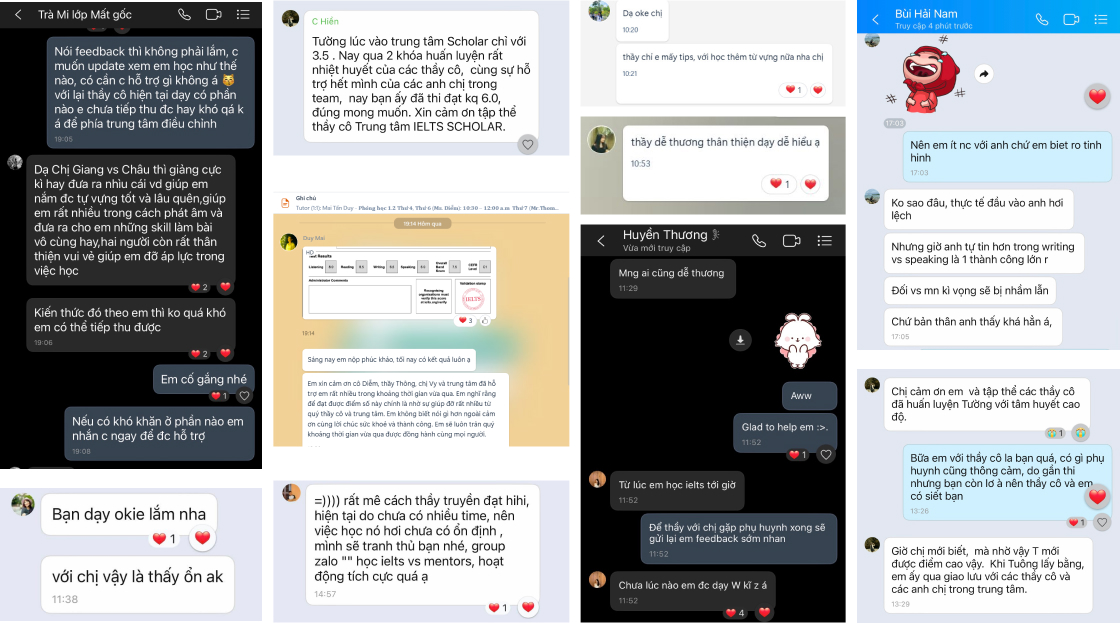 Trà Mi lớp Mất gốc
Nói feedback thì không phải lắm, c
muốn update xem em học như thế
nào, có cần c hỗ trợ gì không á 😽
với lại thầy cô hiện tại dạy có phần
nào e chưa tiếp thu đc hay khó qá k
á để phía trung tâm điều chỉnh
19:05
Dạ Chị Giang vs Châu thì giảng cực
kì hay đưa ra nhìu cái vd giúp em
nắm đc tự vựng tốt và lâu quên,giúp
em rất nhiều trong cách phát âm và
đưa ra cho em những skill làm bài
vô cùng hay,hai người còn rất thân
thiện vui vẻ giúp em đỡ áp lực trong
việc học
2
Kiến thức đó theo em thì ko quá khó
em có thể tiếp thu được
19:06
2
Em cố gắng nhé
1
Nếu có khó khăn ở phần nào em
nhắn c ngay để đc hỗ trợ
19:08
Bạn dạy okie lắm nha
1
với chị vậy là thấy ổn ak
11:38
C Hiền
Tường lúc vào trung tâm Scholar chỉ với
3.5 . Nay qua 2 khóa huấn luyện rất
nhiệt huyết của các thầy cô, cùng sự hỗ
trợ hết mình của các anh chị trong
team, nay bạn ấy đã thi đạt kq 6.0,
đúng mong muốn. Xin cảm ơn tập thể
thầy cô Trung tâm IELTS SCHOLAR.
Ghi chú
Tutor (11): Mai Tấn Duy - Phòng học 1.2 Thứ 4, Thứ 6 (Ms. Diễm): 10:30 - 12:00 a.m Thứ 7 (Mr.Thom...
19:14 Hôm qua
Duy Mai
HD
Test Results
Listening
Reading
Writing
Speaking
Overall
Band
Score
CEFR
Level
Administrator Comments
Validation stamp
IELTS
3
19:14
Sáng nay em nộp phúc khảo, tối nay có kết quả luôn ạ
Em xin cảm ơn cô Diễm, thầy Thông, chị Vy và trung tâm đã hỗ
trợ em rất nhiều trong khoảng thời gian vừa qua. Em nghĩ rằng
để đạt được điểm số này chính là nhờ sự giúp đỡ rất nhiều từ
quý thầy cô và trung tâm. Em không biết nói gì hơn ngoài cảm
ơn cùng lời chúc sức khoẻ và thành công. Em sẽ luôn trân quý
khoảng thời gian vừa qua được đồng hành cùng mọi người.
=)))) rất mê cách thầy truyền đạt hihi,
hiện tại do chưa có nhiều time, nên
việc học nó hơi chưa có ổn định ,
mình sẽ tranh thủ bạn nhé, group
zalo "" học ielts vs mentors, hoạt
động tích cực quá ạ
14:57
1
Dạ oke chị
10:20
thầy chỉ e mấy tips, với học thêm từ vựng nữa nha chị
10:21
1
thầy dễ thương thân thiện dạy dễ hiểu ạ
10:53
1
Huyền Thương
Vừa mới truy cập
Mng ai cũng dễ thương
11:29
Aww
Glad to help em :>.
11:52
1
Từ lúc em học ielts tới giờ
11:52
Để thầy với chị gặp phụ huynh xong sẽ
gửi lại em feedback sớm nhan
11:52
Chưa lúc nào em đc dạy W kĩ z á
11:52
4
Bùi Hải Nam
Truy cập 4 phút trước
17:03
Nên em ít nc với anh chứ em biet ro tinh
hinh
17:03
Ko sao đâu, thực tế đầu vào anh hơi
lệch
Nhưng giờ anh tự tin hơn trong writing
vs speaking là 1 thành công lớn r
Đối vs mn kì vọng sẽ bị nhầm lẫn
Chứ bản thân anh thấy khá hẳn á,
17:05
Chị cảm ơn em và tập thể các thầy cô
đã huấn luyện Tường với tâm huyết cao
độ.
1
Bữa em với thầy cô la bạn quá, có gì phụ
huynh cũng thông cảm, do gần thi
nhưng bạn còn lơ à nên thầy cô và em
có siết bạn
13:26
1
Giờ chị mới biết, mà nhờ vậy T mới
được điểm cao vậy. Khi Tuông lấy bằng,
em ấy qua giao lưu với các thầy cô và
các anh chị trong trung tâm.
13:29